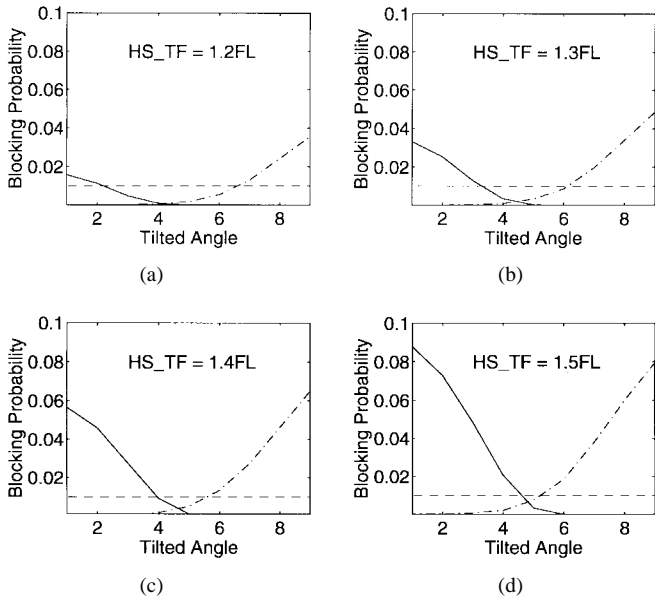 0.1
0.08
0.06
0.04
0.02
Blocking Probability
HS_TF = 1.2FL
2 4 6 8
Tilted Angle
(a)
0.1
0.08
0.06
0.04
0.02
Blocking Probability
HS_TF = 1.3FL
2 4 6 8
Tilted Angle
(b)
0.1
0.08
0.06
0.04
0.02
Blocking Probability
HS_TF = 1.4FL
2 4 6 8
Tilted Angle
(c)
0.1
0.08
0.06
0.04
0.02
Blocking Probability
HS_TF = 1.5FL
2 4 6 8
Tilted Angle
(d)